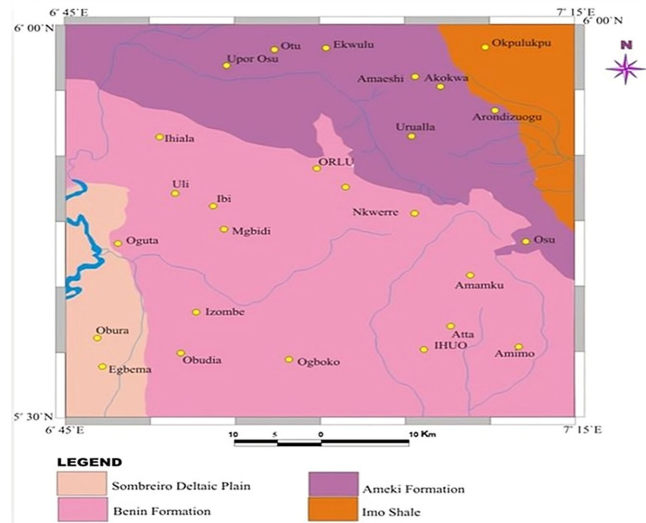 6° 45'E
7° 15'E
6° 00'N
6° 00'N
N
Otu
Ekwulu
Okpulukpu
Upor Osu
Amaeshi
Akokwa
Arondizuogu
Urualla
Ihiala
ORLU
Uli
Ibi
Nkwerre
Mgbidi
Oguta
Osu
Amamku
Izombe
Obura
Atta
IHUO
Amimo
Obudia
Ogboko
Egbema
5° 30'N
6° 45'E
7° 15'E
10 5 0 10 Km
LEGEND
Sombreiro Deltaic Plain
Ameki Formation
Benin Formation
Imo Shale